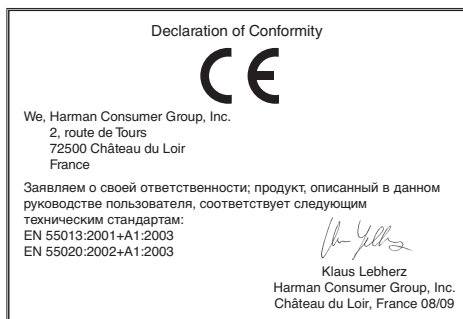 Declaration of Conformity
CE
We, Harman Consumer Group, Inc.
2, route de Tours
72500 Château du Loir
France
Заявляем о своей ответственности; продукт, описанный в данном
руководстве пользователя, соответствует следующим
техническим стандартам:
EN 55013:2001+A1:2003
EN 55020:2002+A1:2003
Klaus Lebherz
Harman Consumer Group, Inc.
Château du Loir, France 08/09